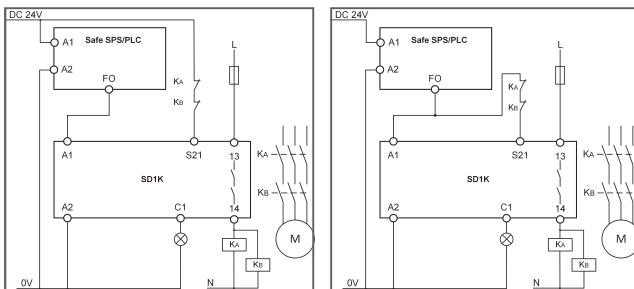 DC 24V
A1
Safe SPS/PLC
L
A2
FO
KA
KB
A1
S21
13
KA
SD1K
KB
A2
C1
14
M
KA
KB
0V
N
DC 24V
A1
Safe SPS/PLC
L
A2
FO
KA
KB
A1
S21
13
KA
SD1K
KB
A2
C1
14
M
KA
KB
0V
N